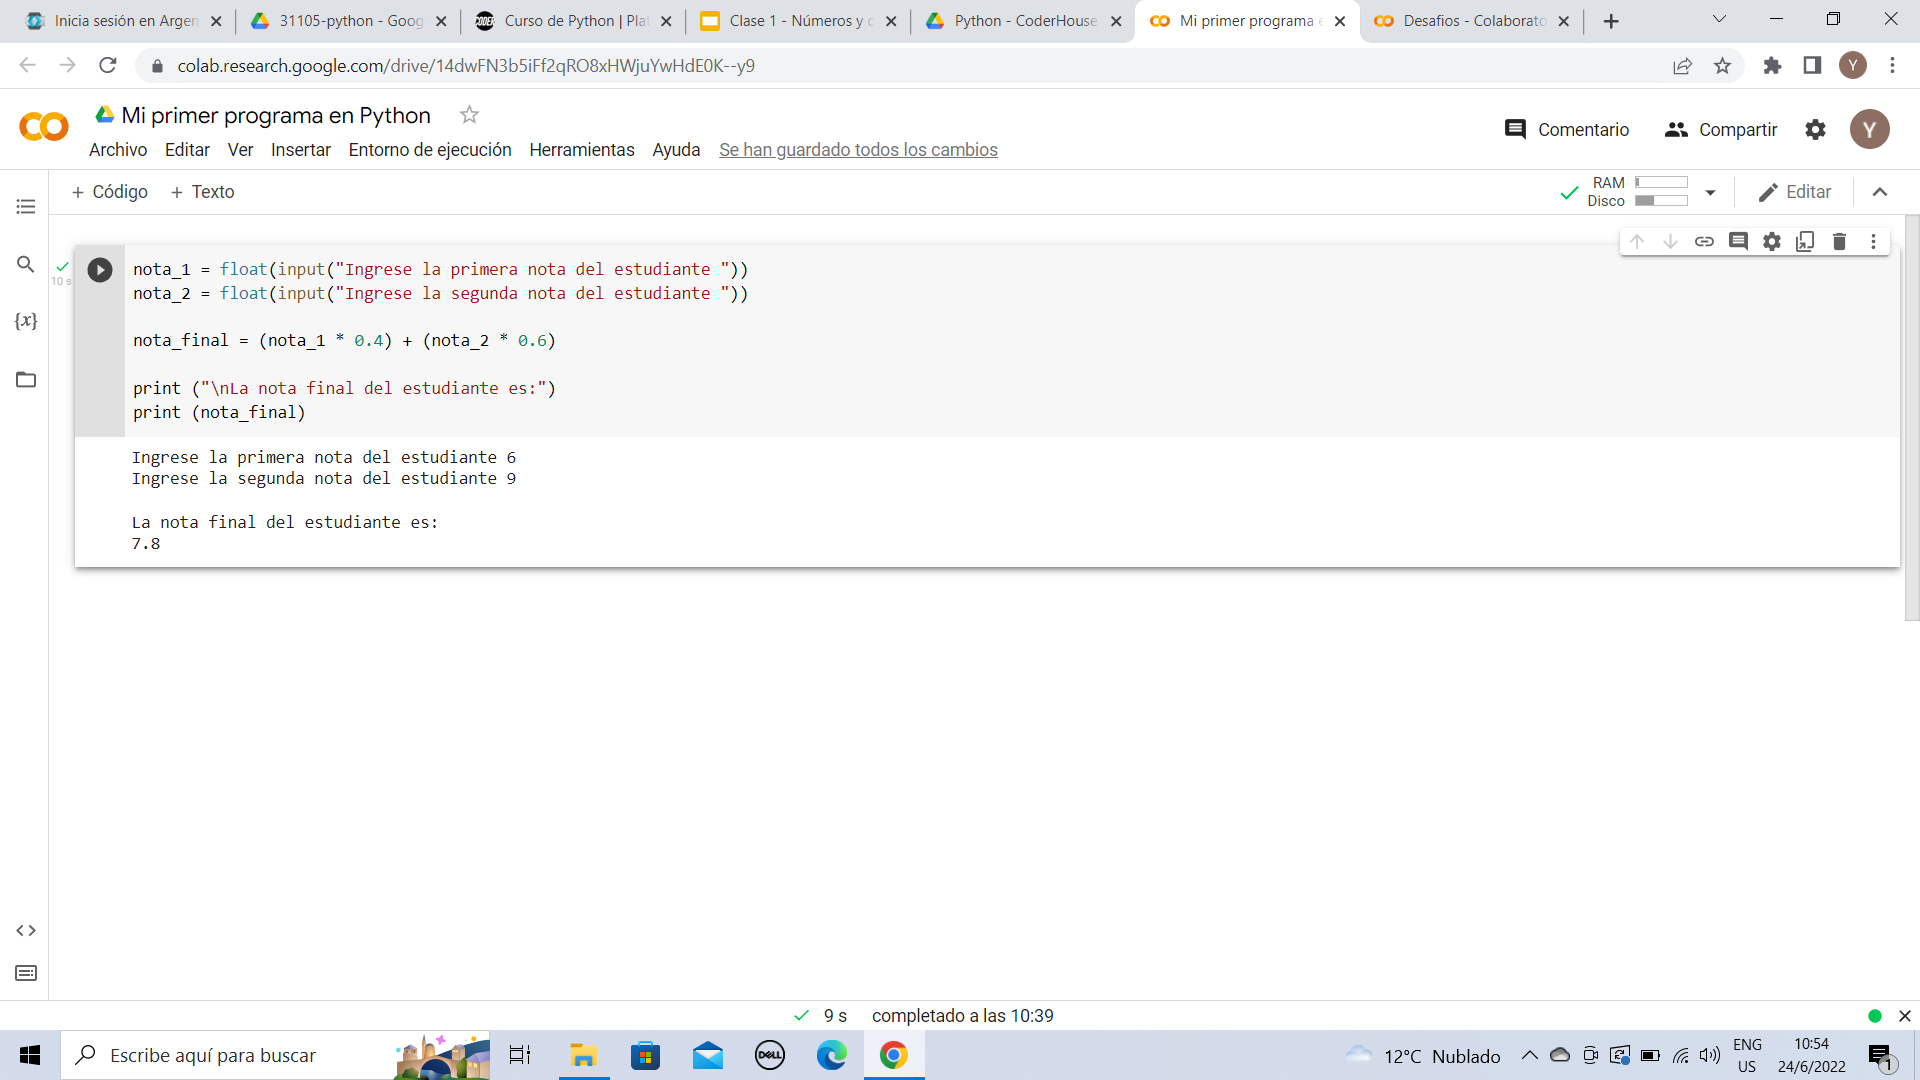 Inicia sesión en Argen
31105-python - Goog
Curso de Python | Pla
Clase 1 - Números y c
Python - CoderHouse
Mi primer programa e
Desafios - Colaborato
colab.research.google.com/drive/14dwFN3b5iFf2qRO8xHWjuYwHdE0K--y9
Y
Mi primer programa en Python
Comentario
Compartir
Y
Archivo Editar Ver Insertar Entorno de ejecución Herramientas Ayuda Se han guardado todos los cambios
+ Código + Texto
RAM
Disco
Editar
{x}
10 s
nota_1 = float(input("Ingrese la primera nota del estudiante "))
nota_2 = float(input("Ingrese la segunda nota del estudiante "))
nota_final = (nota_1 * 0.4) + (nota_2 * 0.6)
print ("\nLa nota final del estudiante es:")
print (nota_final)
Ingrese la primera nota del estudiante 6
Ingrese la segunda nota del estudiante 9
La nota final del estudiante es:
7.8
9 s completado a las 10:39
Escribe aquí para buscar
DELL
12°C Nublado
ENG
US
10:54
24/6/2022
1